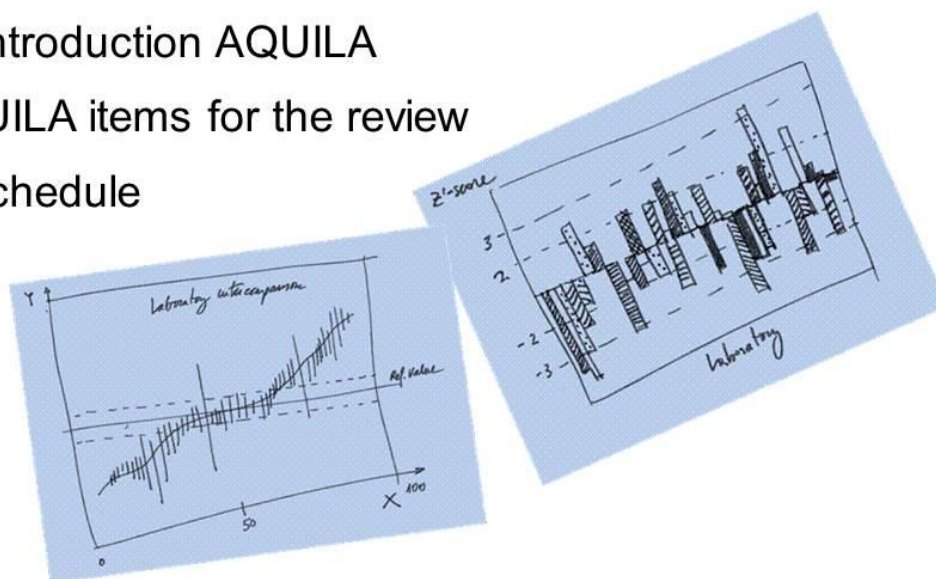 ntroduction AQUILA
UILA items for the review
chedule
z'-score
3
2
-2
-3
Laboratory
Y
Laboratory intercomparison
Ref. Value
X
100
50
0